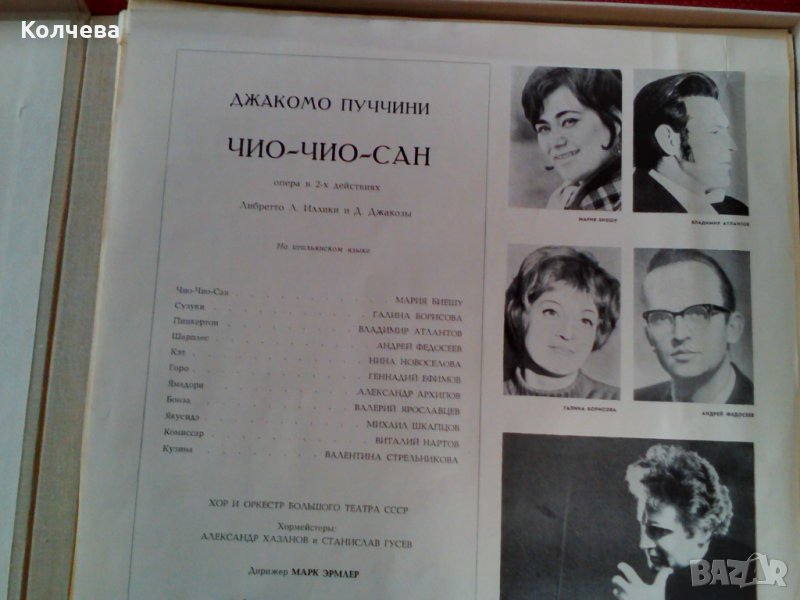 Колчева
ДЖАКОМО ПУЧЧИНИ
ЧИО-ЧИО-САН
опера в 2-х действиях
Либретто Л. Иллики и Д. Джакозы
На итальянском языке
Чио-Чио-Сан . . . МАРИЯ БИЕШУ
Сузуки . . . ГАЛИНА БОРИСОВА
Пинкертон . . . ВЛАДИМИР АТЛАНТОВ
Шарплес . . . АНДРЕЙ ФЕДОСЕЕВ
Кэт . . . НИНА НОВОСЕЛОВА
Горо . . . ГЕННАДИЙ ЕФИМОВ
Ямадори . . . АЛЕКСАНДР АРХИПОВ
Бонза . . . ВАЛЕРИЙ ЯРОСЛАВЦЕВ
Якусидэ . . . МИХАИЛ ШКАПЦОВ
Комиссар . . . ВИТАЛИЙ НАРТОВ
Кузина . . . ВАЛЕНТИНА СТРЕЛЬНИКОВА
ХОР И ОРКЕСТР БОЛЬШОГО ТЕАТРА СССР
Хормейстеры:
АЛЕКСАНДР ХАЗАНОВ и СТАНИСЛАВ ГУСЕВ
Дирижер МАРК ЭРМЛЕР
МАРИЯ БИЕШУ
ВЛАДИМИР АТЛАНТОВ
ГАЛИНА БОРИСОВА
АНДРЕЙ ФЕДОСЕЕВ
BAZAR